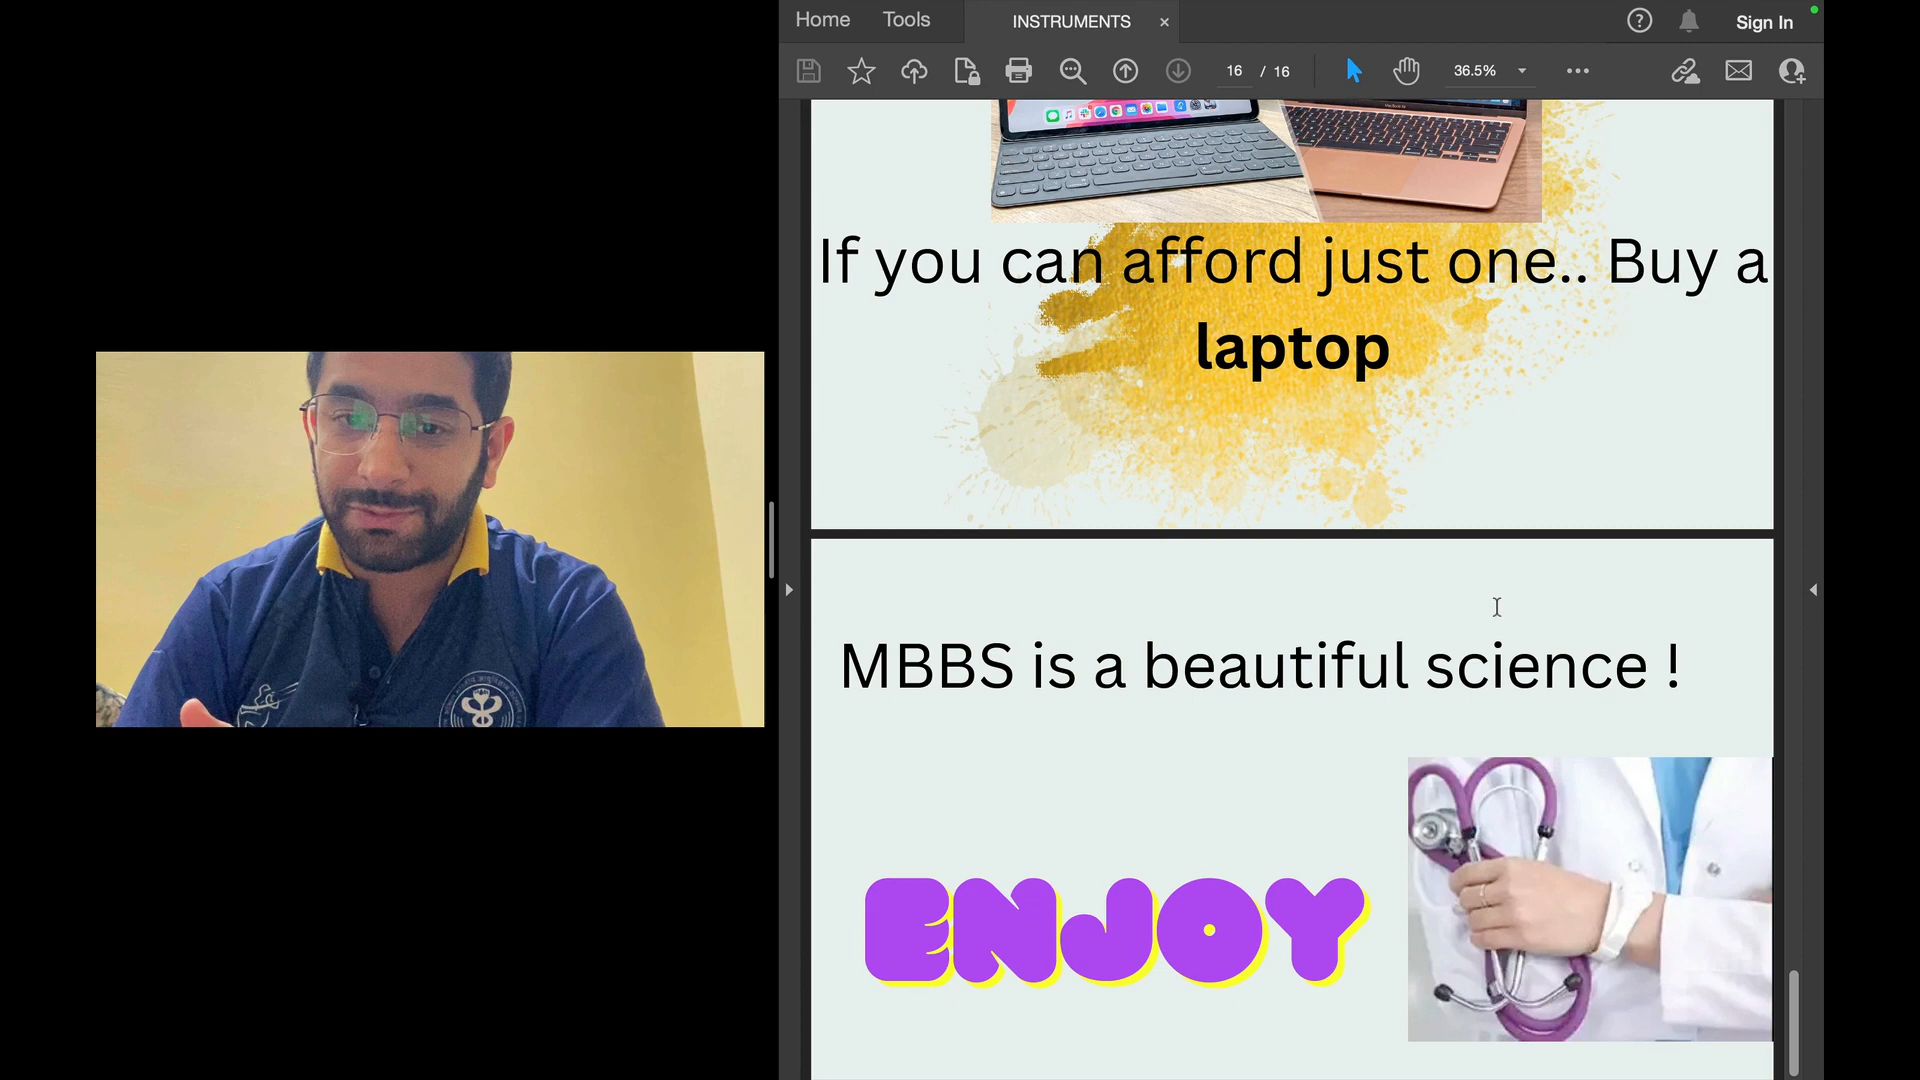 Home
Tools
INSTRUMENTS
Sign In
16 / 16
36.5%
If you can afford just one.. Buy a
laptop
MBBS is a beautiful science !
ENJOY